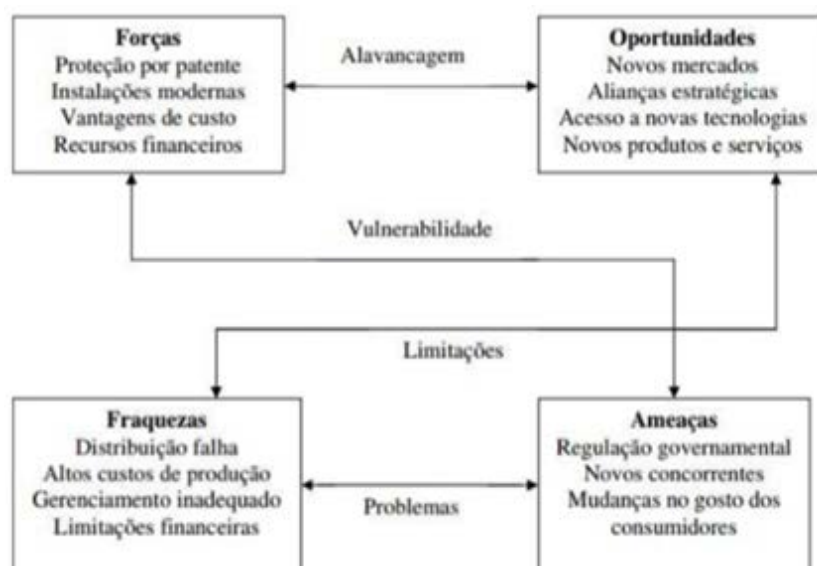 Forças
Proteção por patente
Instalações modernas
Vantagens de custo
Recursos financeiros
Alavancagem
Oportunidades
Novos mercados
Alianças estratégicas
Acesso a novas tecnologias
Novos produtos e serviços
Vulnerabilidade
Limitações
Fraquezas
Distribuição falha
Altos custos de produção
Gerenciamento inadequado
Limitações financeiras
Problemas
Ameaças
Regulação governamental
Novos concorrentes
Mudanças no gosto dos
consumidores